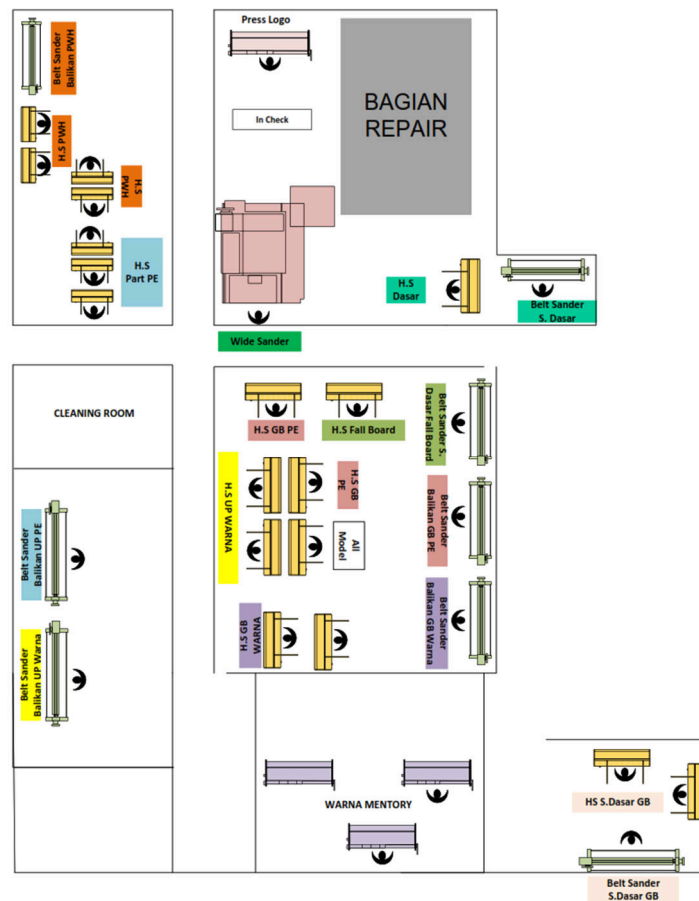 Belt Sander
Balikan PWH
H.S PWH
H.S
PWH
H.S
Part PE
Press Logo
In Check
BAGIAN
REPAIR
H.S
Dasar
Belt Sander
S. Dasar
Wide Sander
CLEANING ROOM
Belt Sander
Balikan UP PE
Belt Sander
Balikan UP Warna
H.S GB PE
H.S Fall Board
Belt Sander S.
Dasar Fall Board
H.S UP WARNA
H.S GB
PE
All
Model
Belt Sander
Balikan GB PE
H.S GB
WARNA
Belt Sander
Balikan GB Warna
WARNA MENTORY
HS S.Dasar GB
Belt Sander
S.Dasar GB